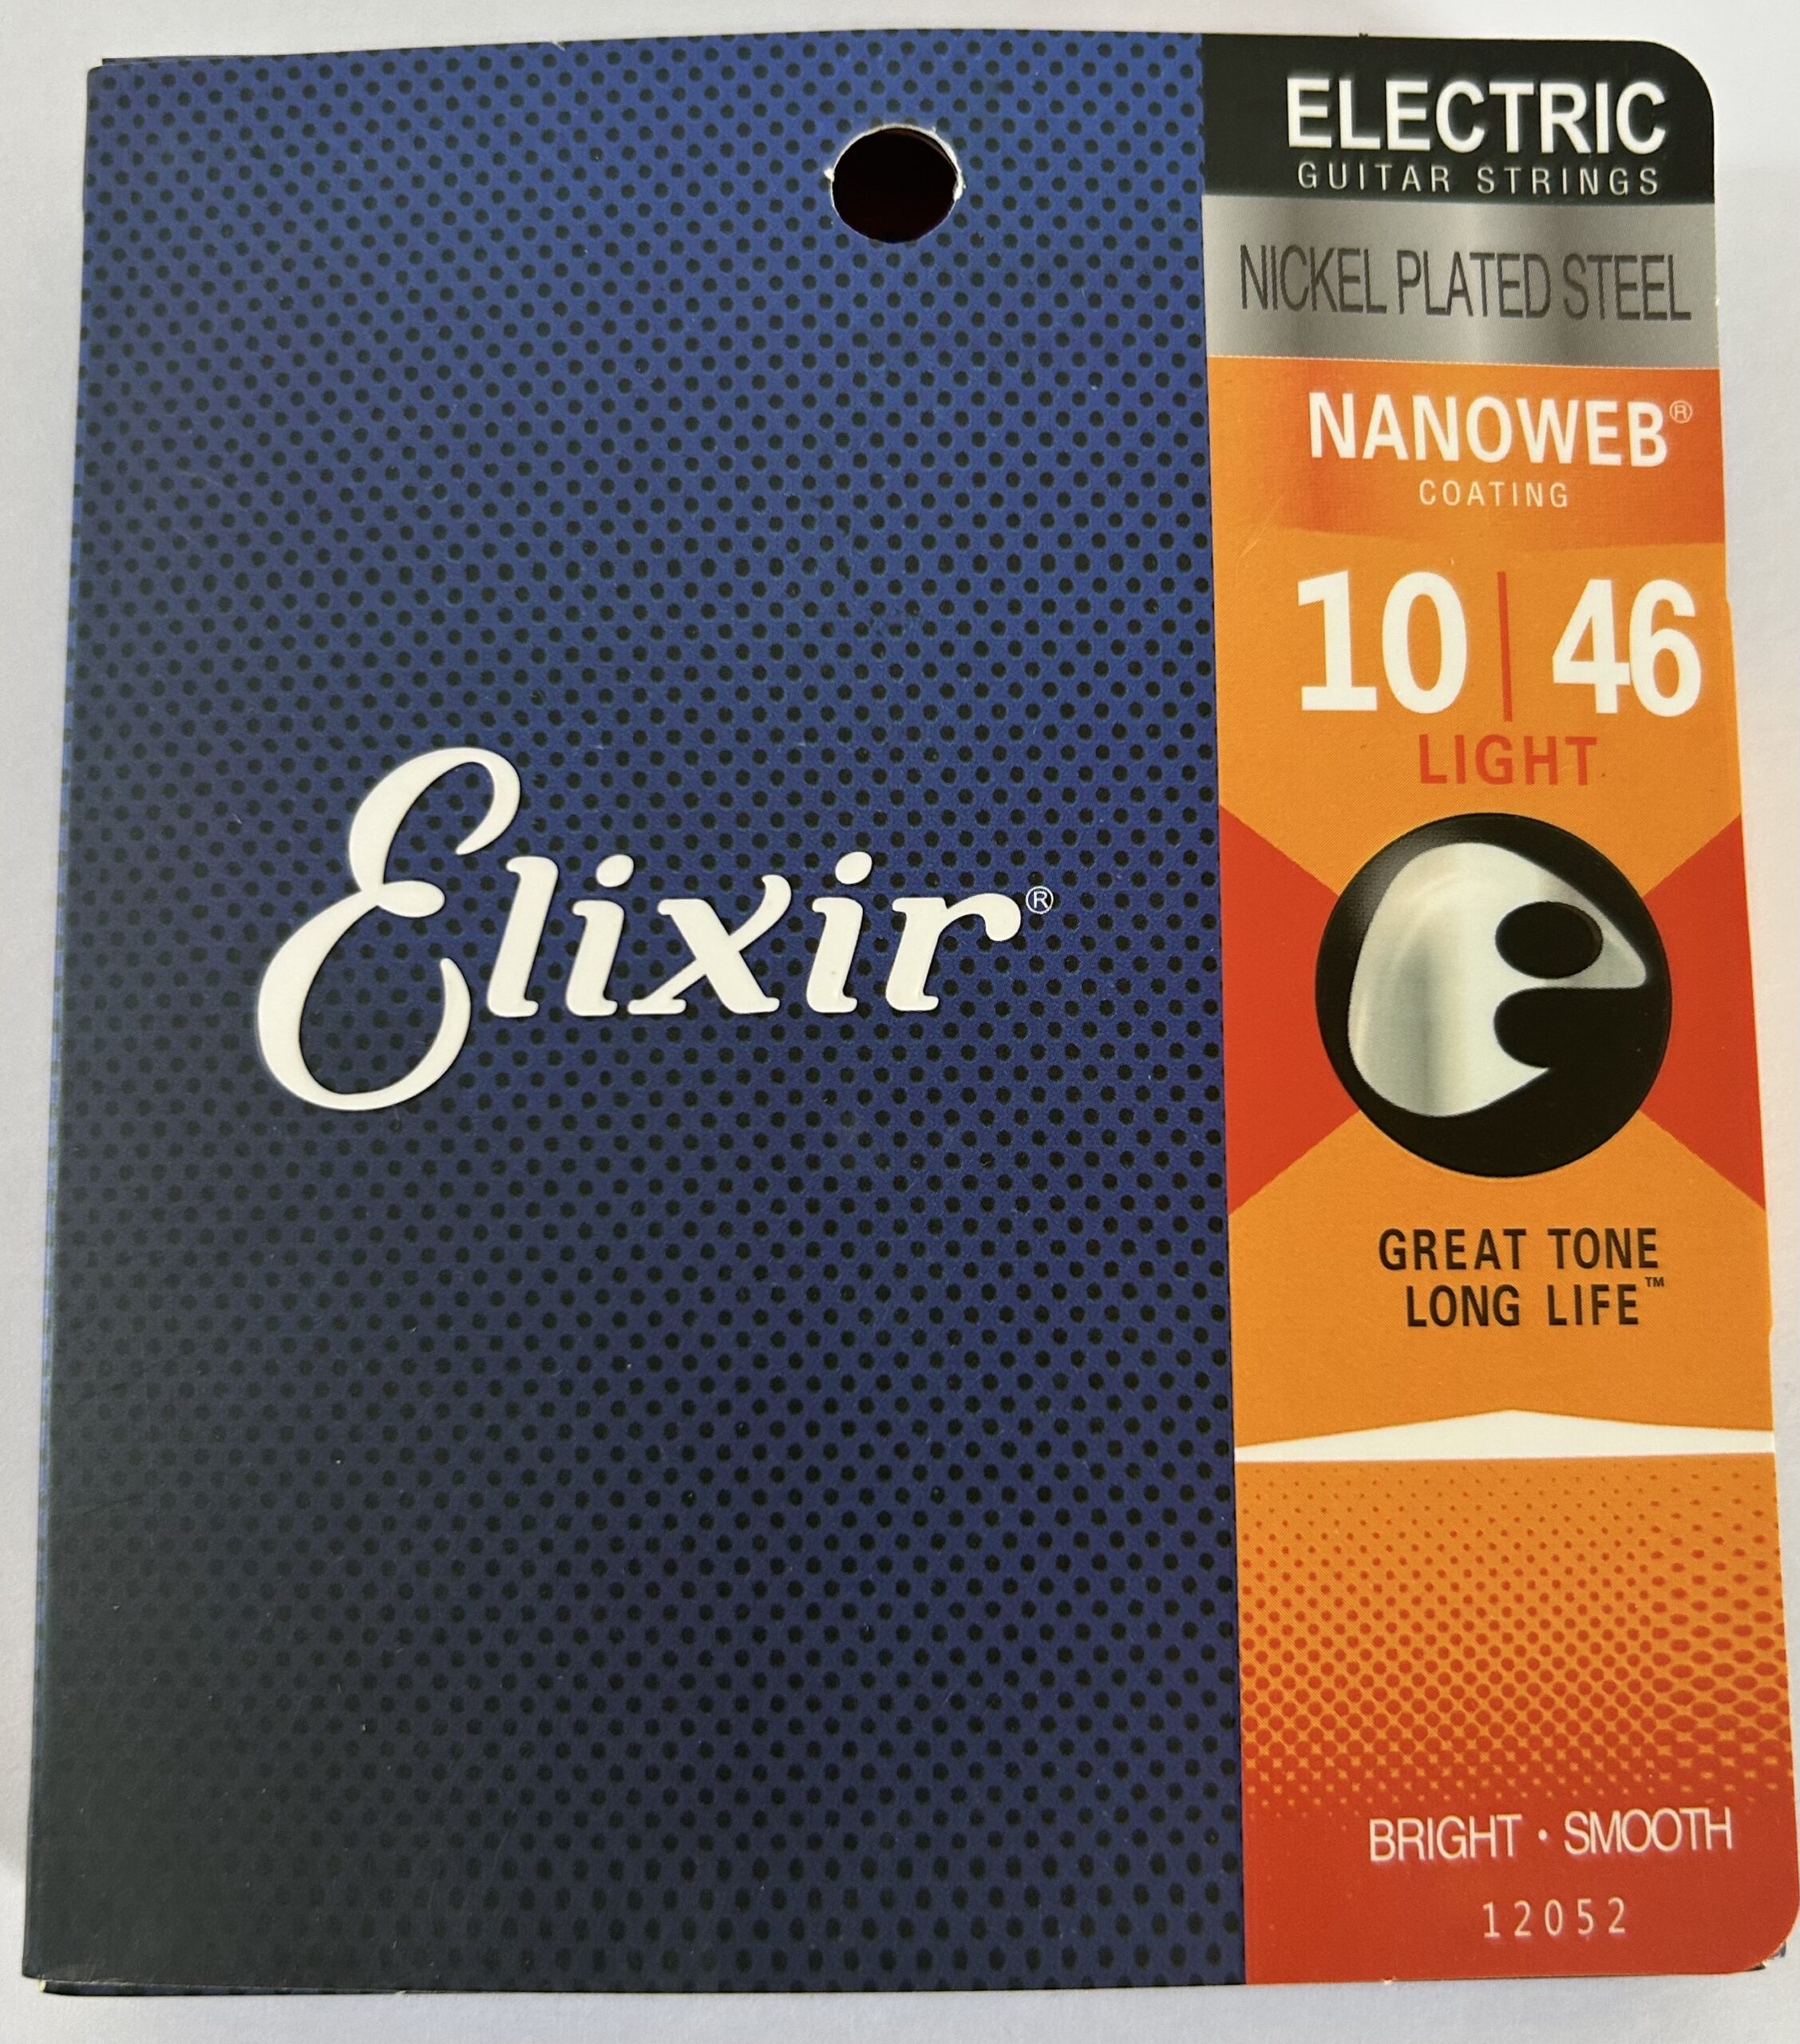 ELECTRIC
GUITAR STRINGS
NICKEL PLATED STEEL
NANOWEB®
COATING
10 | 46
LIGHT
Elixir®
e
GREAT TONE
LONG LIFE™
BRIGHT • SMOOTH
12052